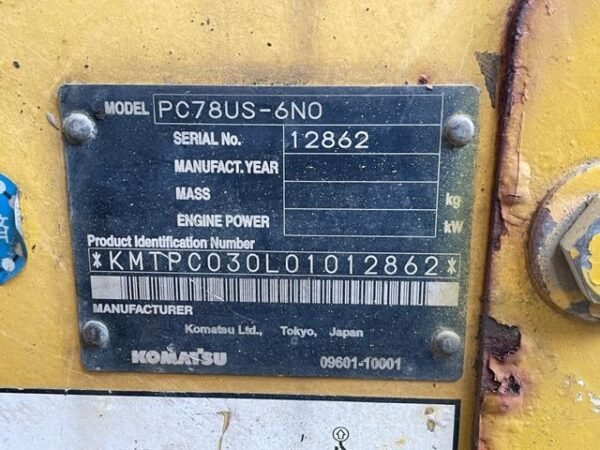 MODEL PC78US-6N0
SERIAL No. 12862
MANUFACT.YEAR
MASS kg
ENGINE POWER kW
Product Identification Number
*KMTPC030L01012862*
MANUFACTURER
Komatsu Ltd., Tokyo, Japan
KOMATSU 09601-10001